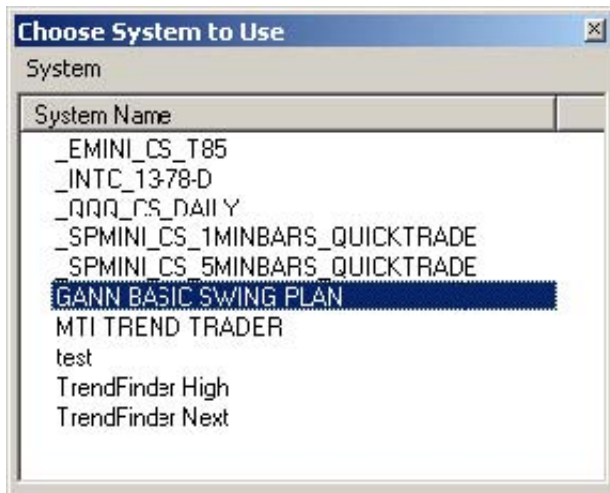 Choose System to Use
System
System Name
_EMINI_CS_T85
_INTC_13-78-D
_QQQ_CS_DAILY
_SPMINI_CS_1MINBARS_QUICKTRADE
_SPMINI_CS_5MINBARS_QUICKTRADE
GANN BASIC SWING PLAN
MTI TREND TRADER
test
TrendFinder High
TrendFinder Next